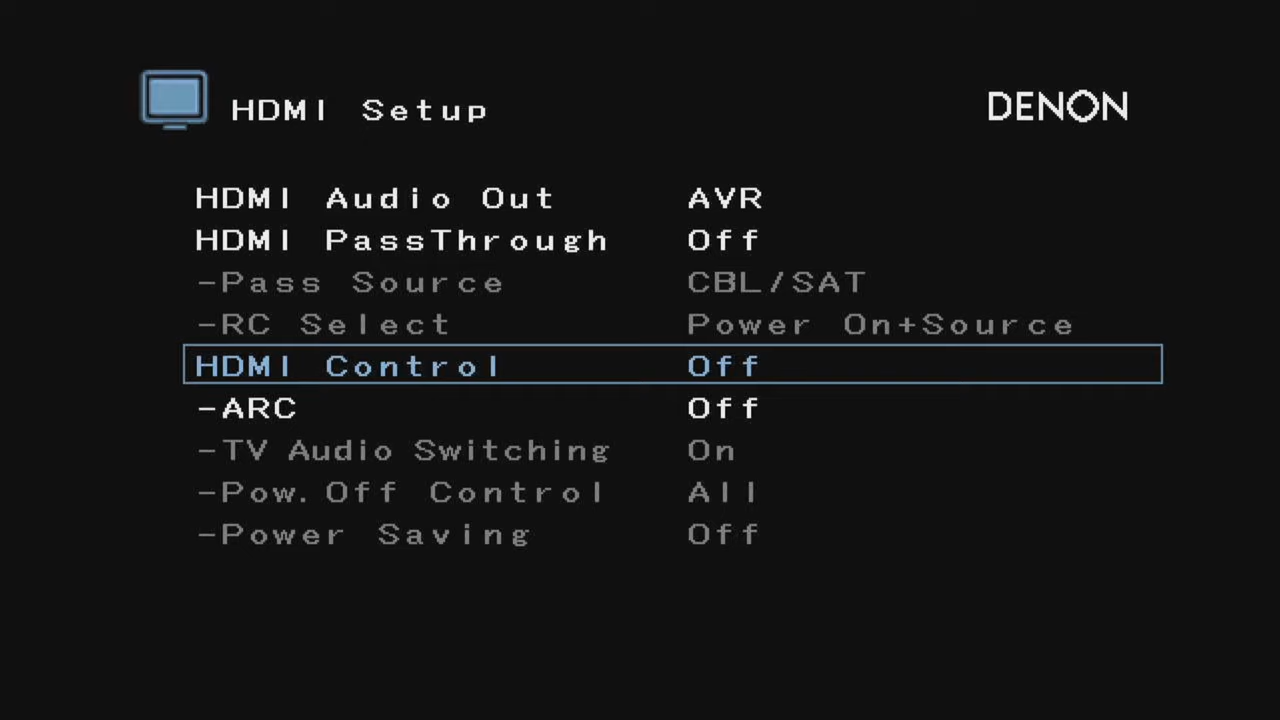 HDMI Setup
DENON
HDMI Audio Out AVR
HDMI PassThrough Off
-Pass Source CBL/SAT
-RC Select Power On+Source
HDMI Control Off
-ARC Off
-TV Audio Switching On
-Pow.Off Control All
-Power Saving Off